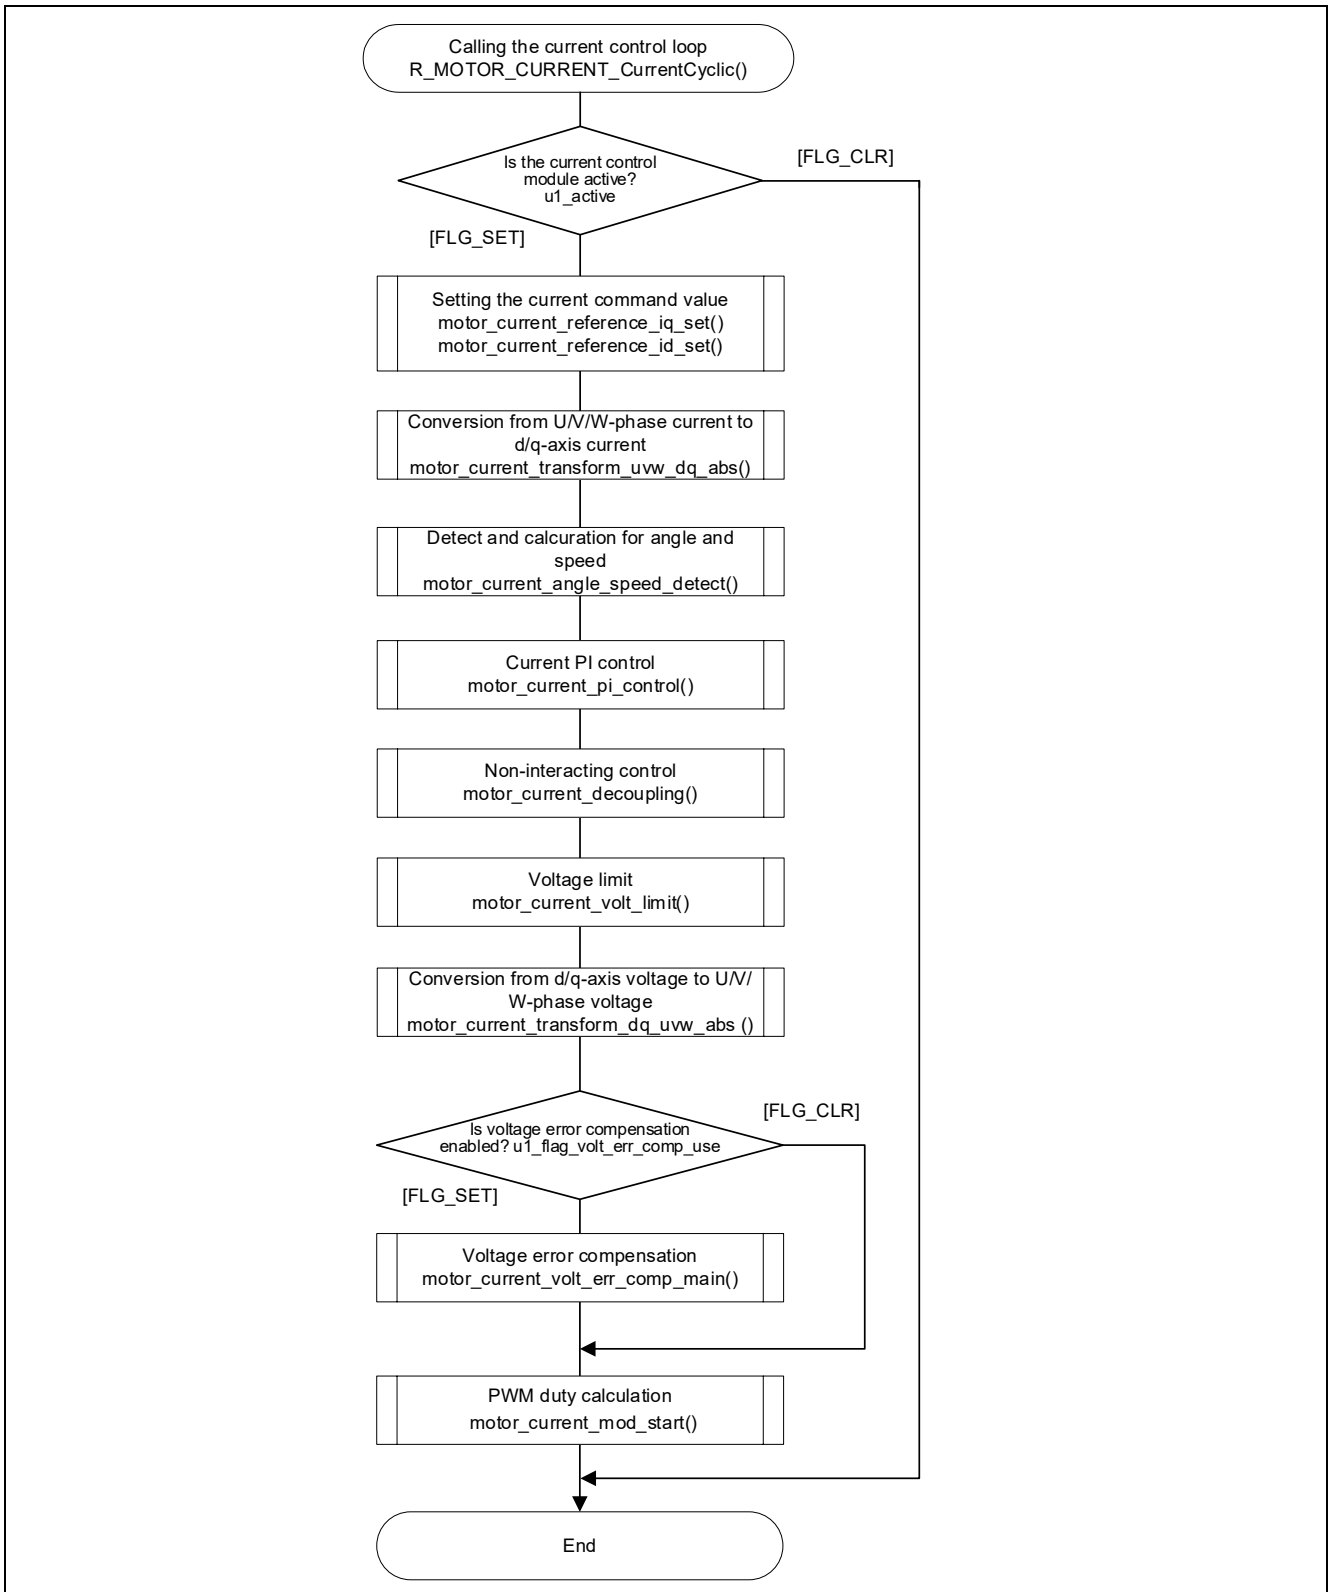 Calling the current control loop
R_MOTOR_CURRENT_CurrentCyclic()
Is the current control
module active?
u1_active
[FLG_CLR]
[FLG_SET]
Setting the current command value
motor_current_reference_iq_set()
motor_current_reference_id_set()
Conversion from U/V/W-phase current to
d/q-axis current
motor_current_transform_uvw_dq_abs()
Detect and calcuration for angle and
speed
motor_current_angle_speed_detect()
Current PI control
motor_current_pi_control()
Non-interacting control
motor_current_decoupling()
Voltage limit
motor_current_volt_limit()
Conversion from d/q-axis voltage to U/V/
W-phase voltage
motor_current_transform_dq_uvw_abs ()
Is voltage error compensation
enabled? u1_flag_volt_err_comp_use
[FLG_CLR]
[FLG_SET]
Voltage error compensation
motor_current_volt_err_comp_main()
PWM duty calculation
motor_current_mod_start()
End